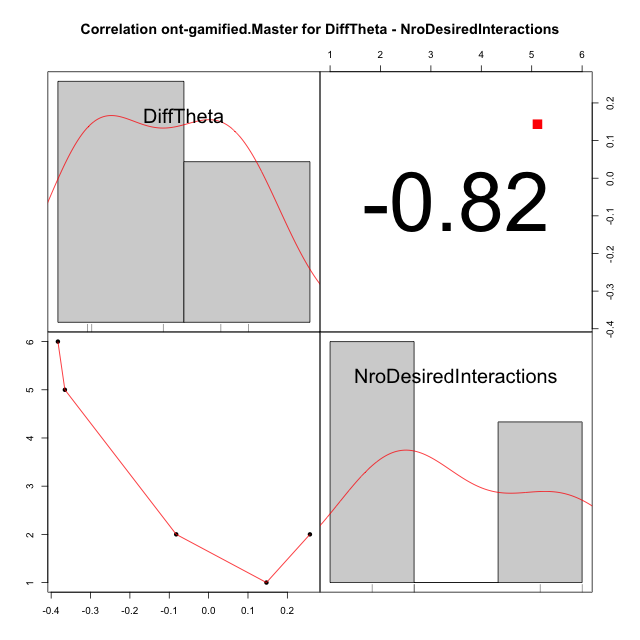 Correlation ont-gamified.Master for DiffTheta - NroDesiredInteractions
1 2 3 4 5 6
DiffTheta
-0.82
0.2
0.1
0.0
-0.1
-0.2
-0.3
-0.4
6
5
4
3
2
1
NroDesiredInteractions
-0.4 -0.3 -0.2 -0.1 0.0 0.1 0.2